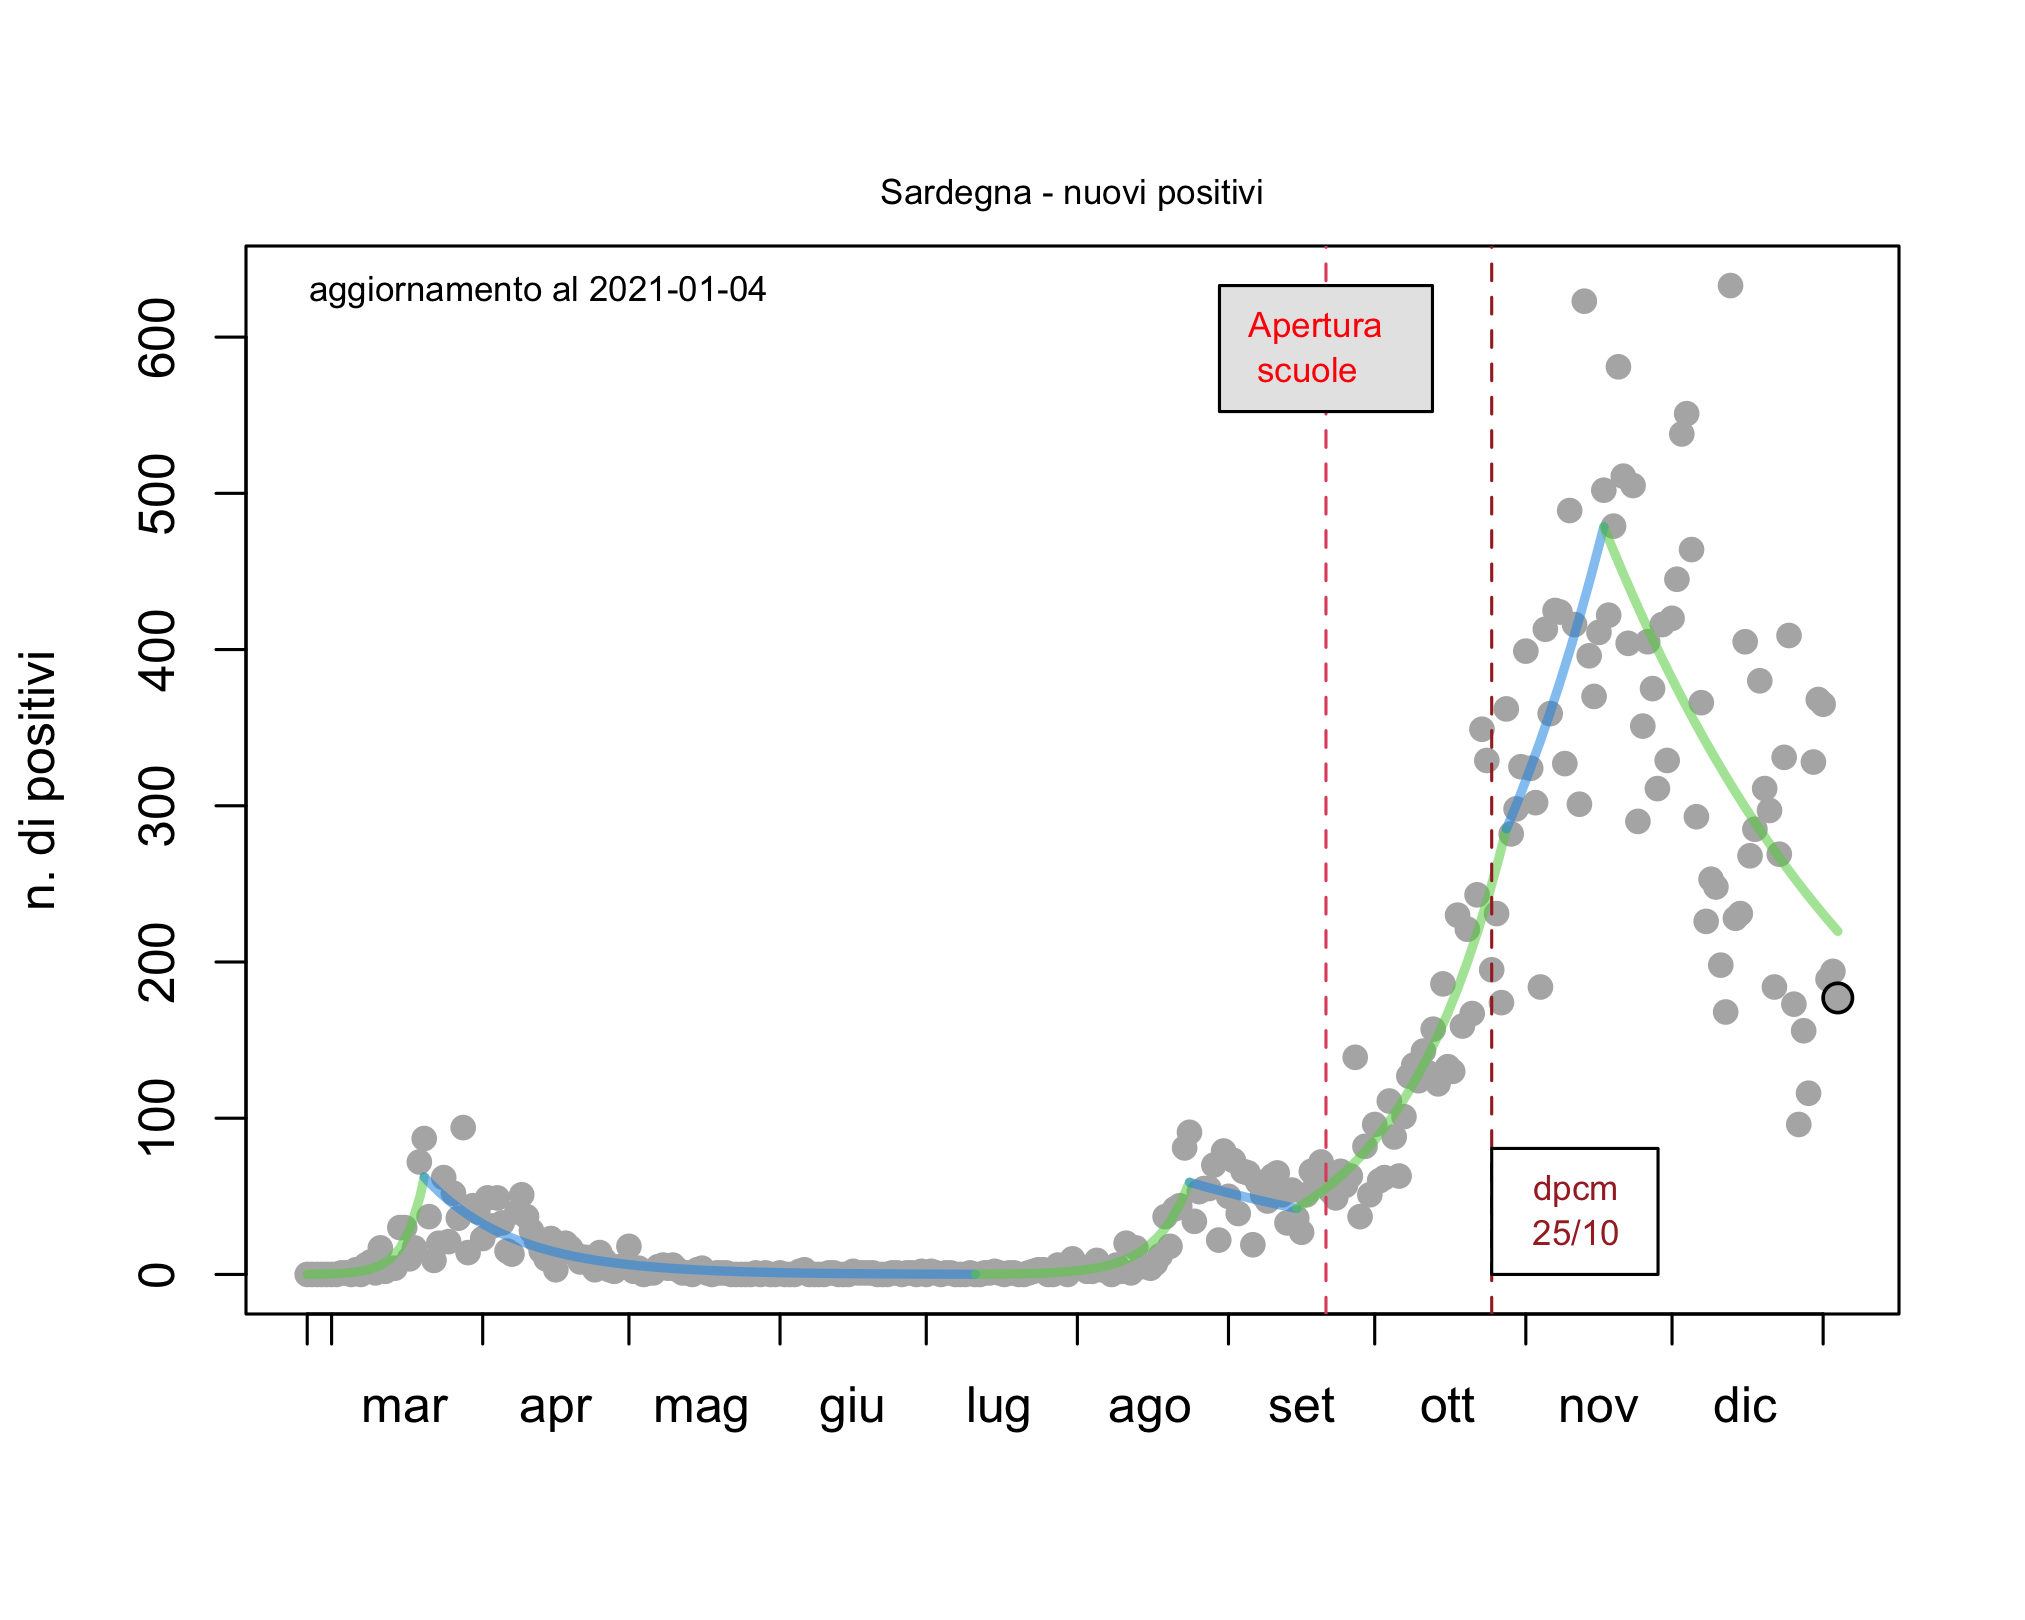 Sardegna - nuovi positivi
aggiornamento al 2021-01-04
Apertura
scuole
dpcm
25/10
n. di positivi
600
500
400
300
200
100
0
mar apr mag giu lug ago set ott nov dic